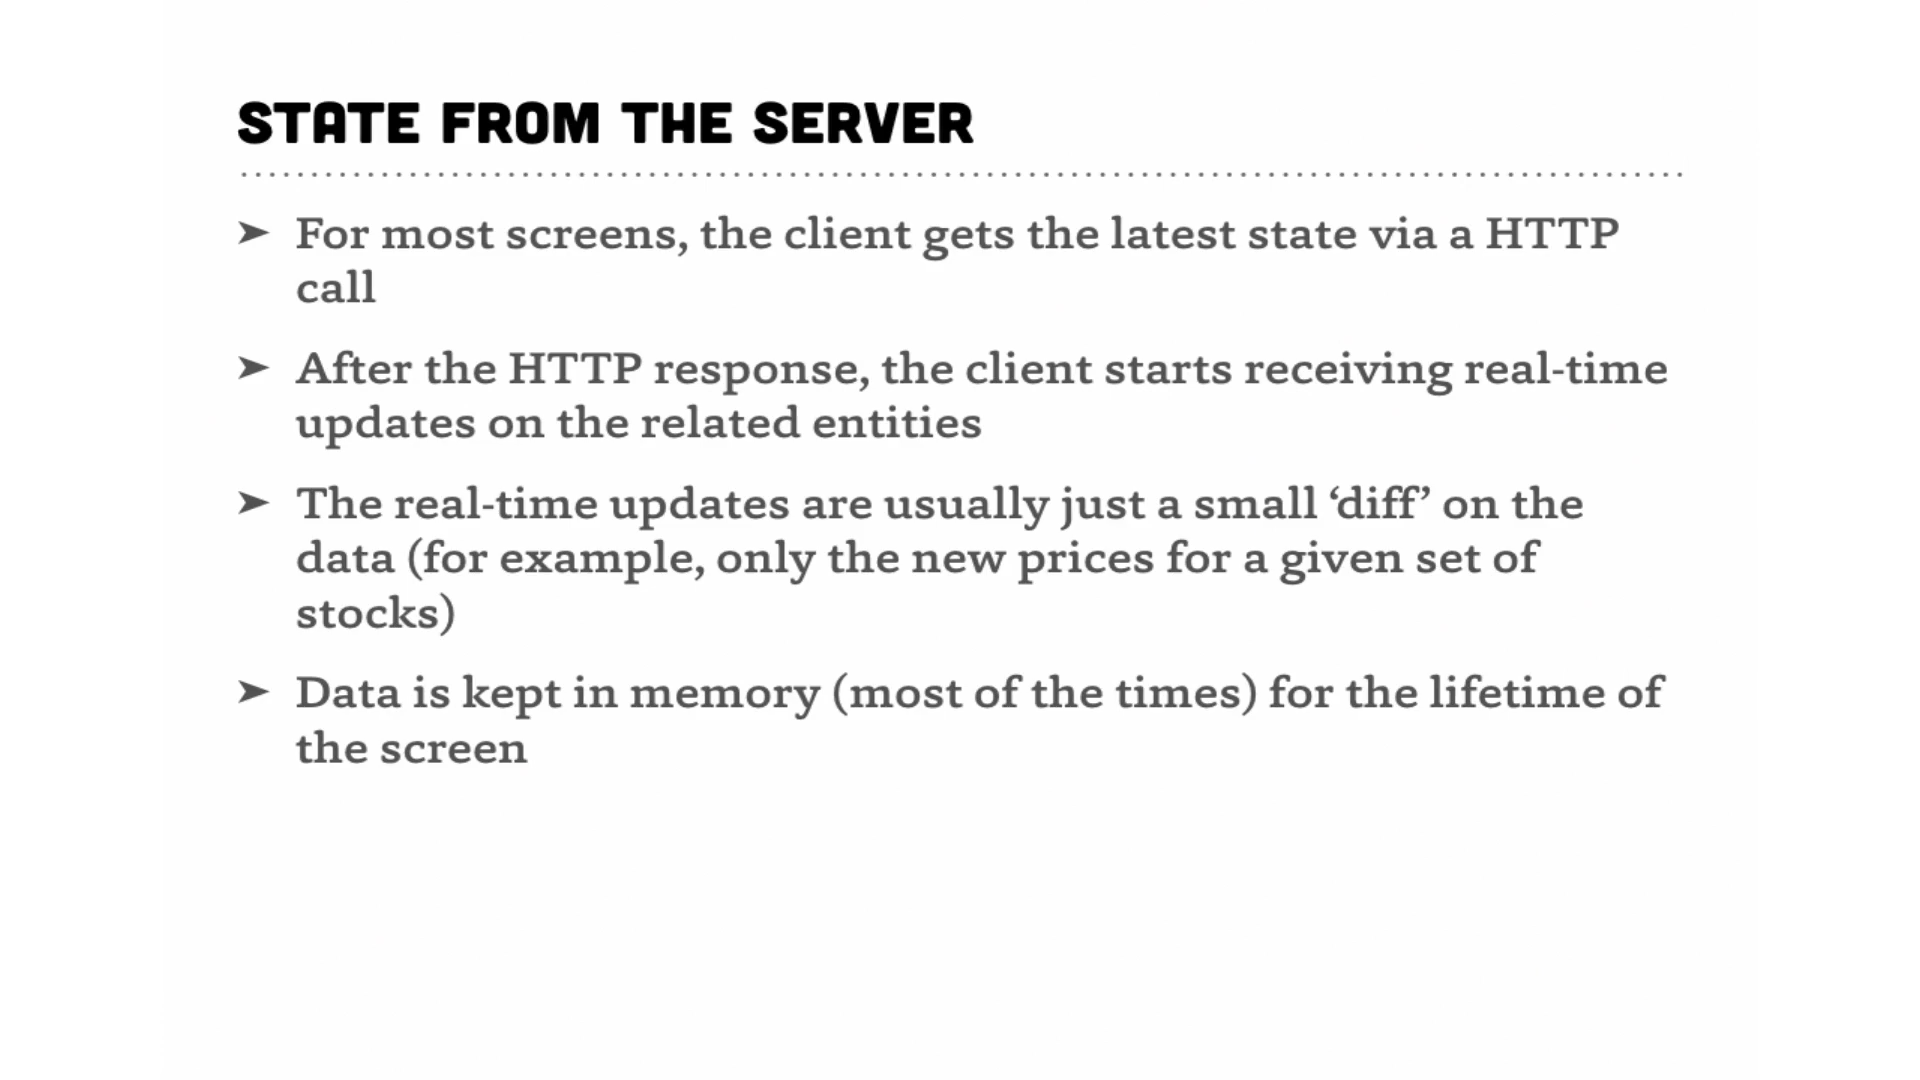 STATE FROM THE SERVER
➤ For most screens, the client gets the latest state via a HTTP
call
➤ After the HTTP response, the client starts receiving real-time
updates on the related entities
➤ The real-time updates are usually just a small ‘diff’ on the
data (for example, only the new prices for a given set of
stocks)
➤ Data is kept in memory (most of the times) for the lifetime of
the screen